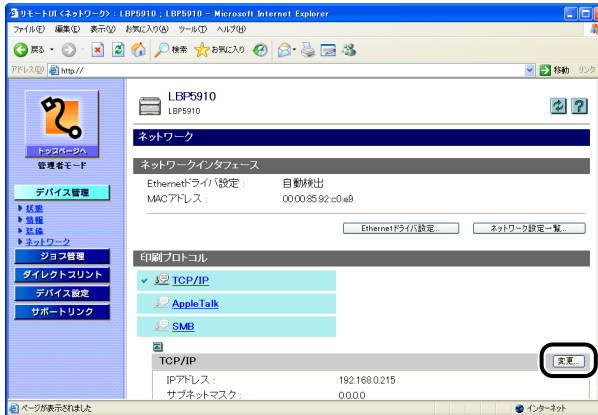 リモートUI <ネットワーク> : LBP5910 ; LBP5910 - Microsoft Internet Explorer
ファイル(F) 編集(E) 表示(V) お気に入り(A) ツール(T) ヘルプ(H)
戻る 検索 お気に入り
アドレス(D) http:// 移動 リンク
LBP5910
LBP5910
トップページへ
管理者モード
デバイス管理
状態
情報
装備
ネットワーク
ジョブ管理
ダイレクトプリント
デバイス設定
サポートリンク
ネットワーク
ネットワークインタフェース
Ethernetドライバ設定 : 自動検出
MACアドレス : 00:00:85:92:c0:e9
Ethernetドライバ設定... ネットワーク設定一覧...
印刷プロトコル
TCP/IP
AppleTalk
SMB
TCP/IP 変更...
IPアドレス : 192.168.0.215
サブネットマスク : 0.0.0.0
ページが表示されました インターネット